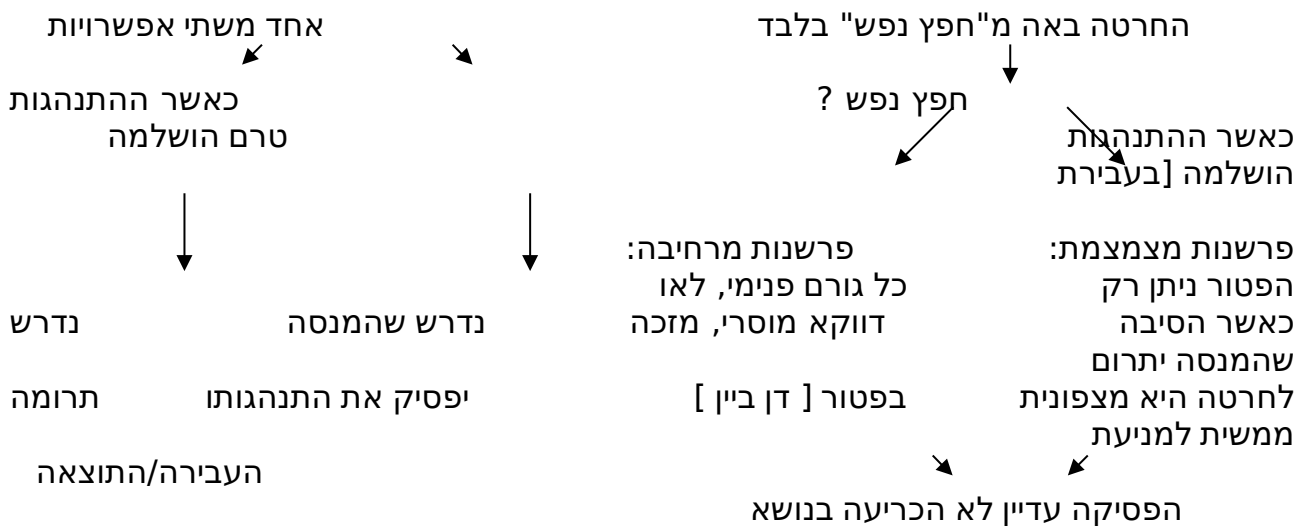 החרטה באה מ"חפץ נפש" בלבד
אחד משתי אפשרויות
חפץ נפש ?
כאשר ההתנהגות
טרם הושלמה
כאשר ההתנהגות
הושלמה [בעבירת
פרשנות מצמצמת:
הפטור ניתן רק
כאשר הסיבה
שהמנסה יתרום
לחרטה היא מצפונית
ממשית למניעת
פרשנות מרחיבה:
כל גורם פנימי, לאו
דווקא מוסרי, מזכה
בפטור [ דן ביין ]
נדרש שהמנסה
יפסיק את התנהגותו
נדרש
תרומה
העבירה/התוצאה
הפסיקה עדיין לא הכריעה בנושא